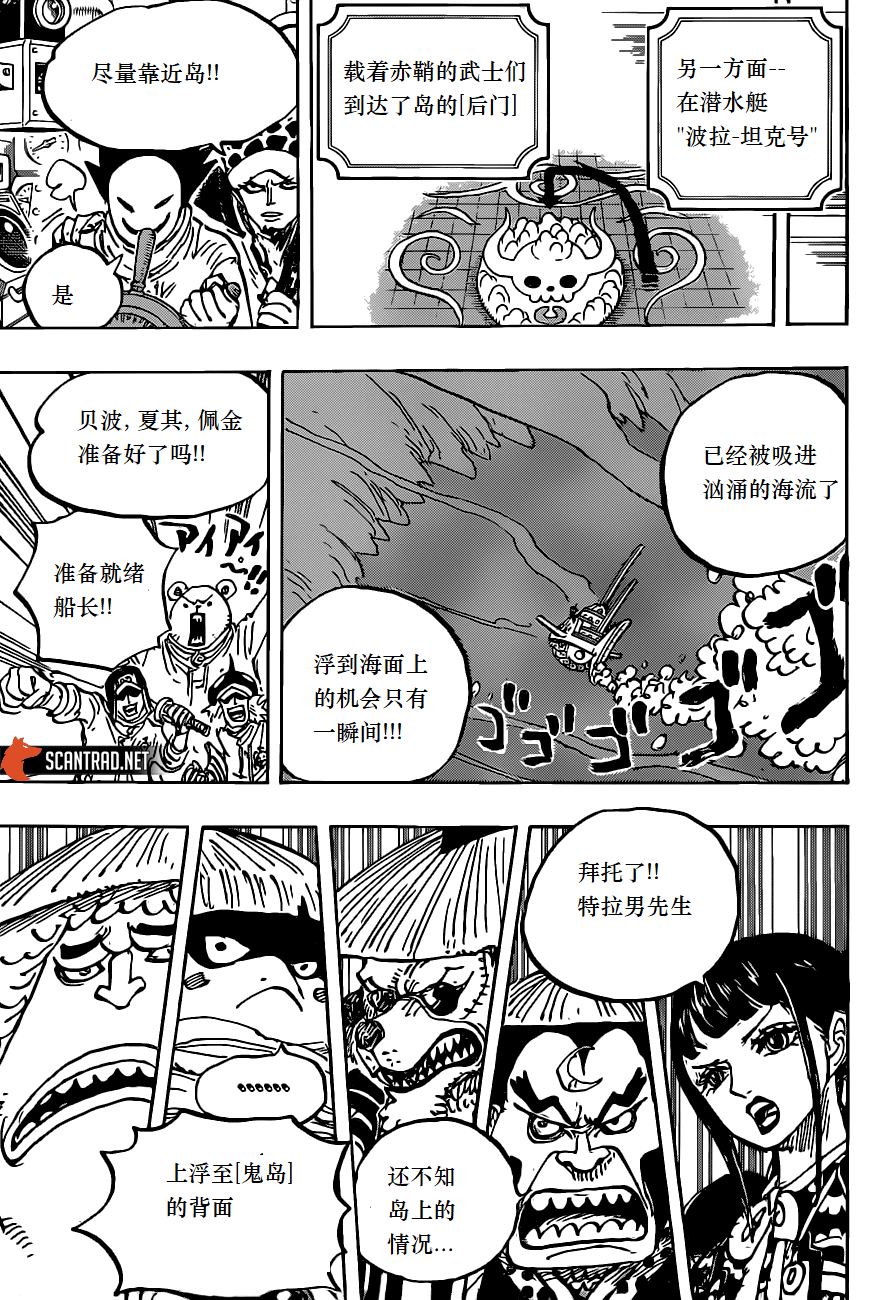 另一方面--
在潜水艇
"波拉-坦克号"
载着赤鞘的武士们
到达了岛的[后门]
尽量靠近岛!!
是
已经被吸进
汹涌的海流了
浮到海面上
的机会只有
一瞬间!!!
ゴゴゴゴゴ
贝波, 夏其, 佩金
准备好了吗!!
准备就绪
船长!!
アイアイ
~~!!
SCANTRAD.NET
拜托了!!
特拉男先生
还不知
岛上的
情况...
••••••
上浮至[鬼岛]
的背面